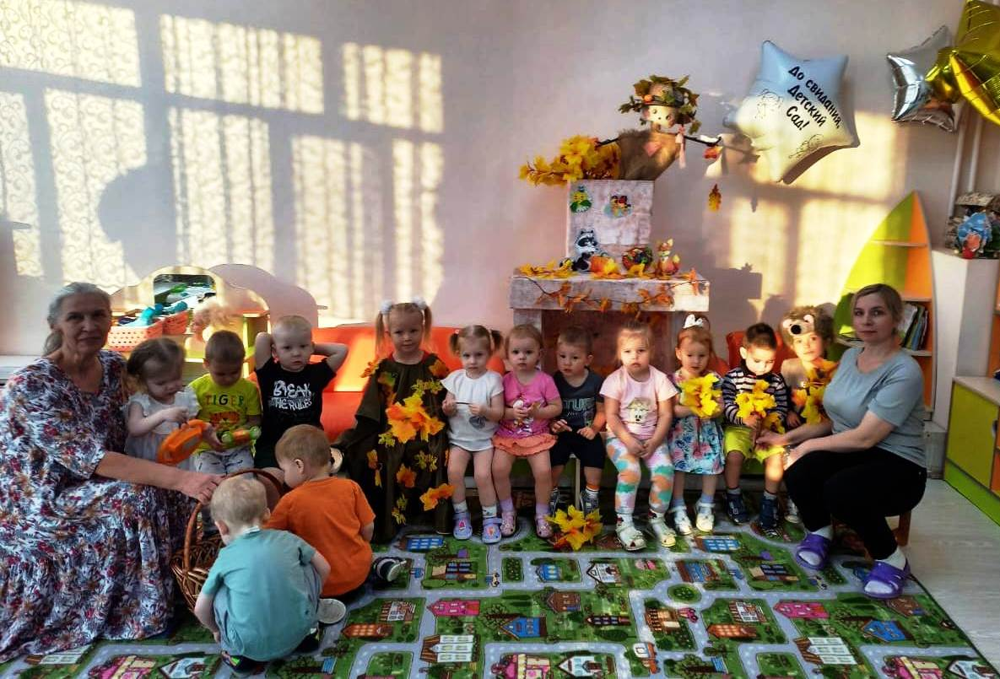 До свидания,
Детский
Сад!
TIGER
BREAK
THE RULES